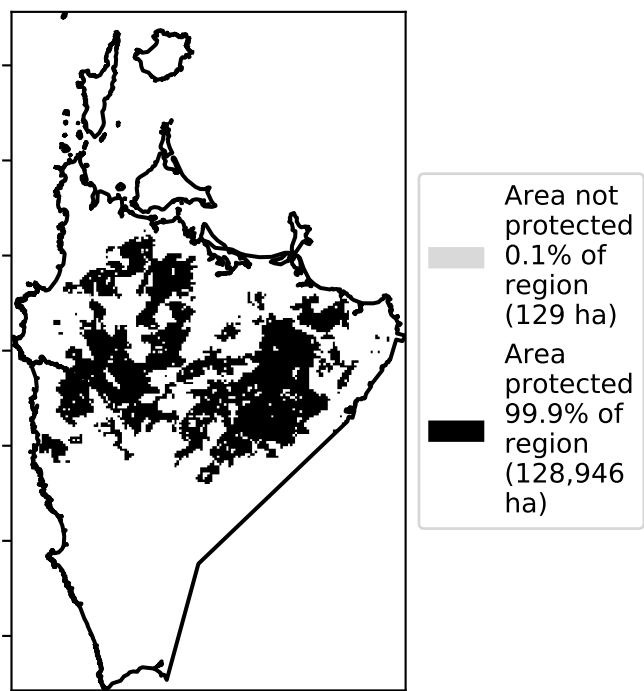 Area not
protected
0.1% of
region
(129 ha)
Area
protected
99.9% of
region
(128,946
ha)